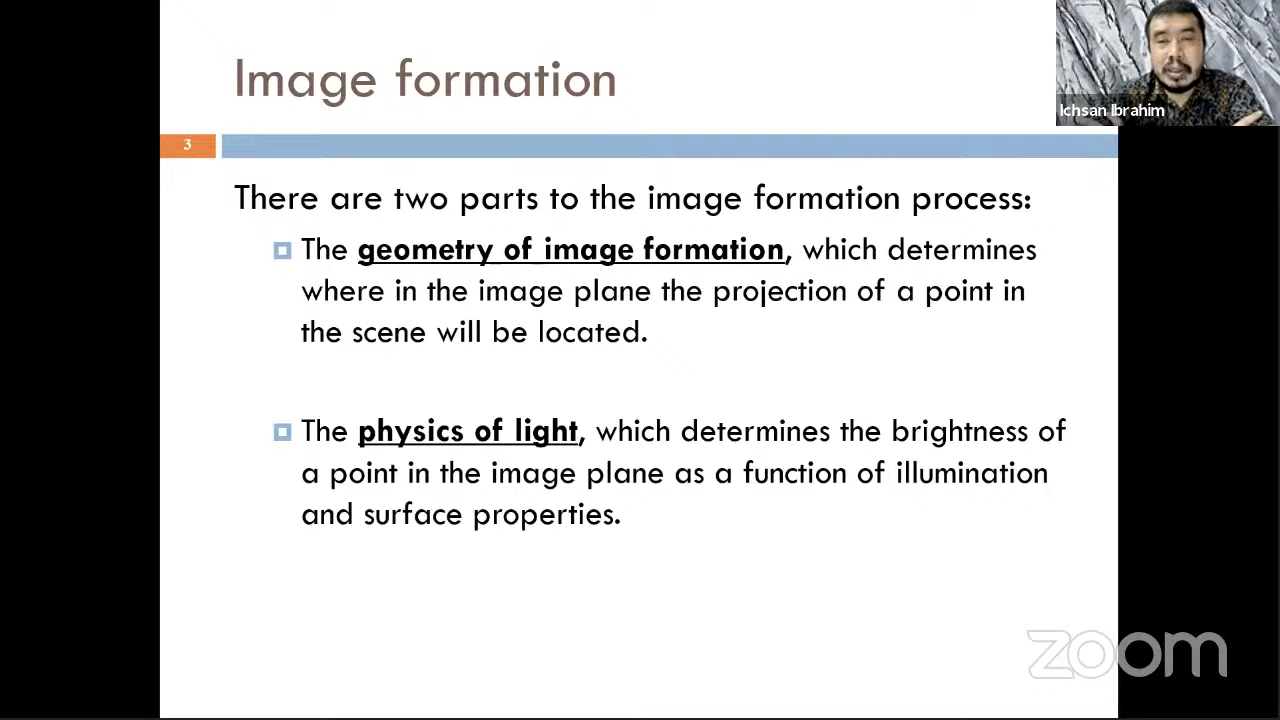 Image formation
Ichsan Ibrahim
3
There are two parts to the image formation process:
The geometry of image formation, which determines
where in the image plane the projection of a point in
the scene will be located.
The physics of light, which determines the brightness of
a point in the image plane as a function of illumination
and surface properties.
zoom